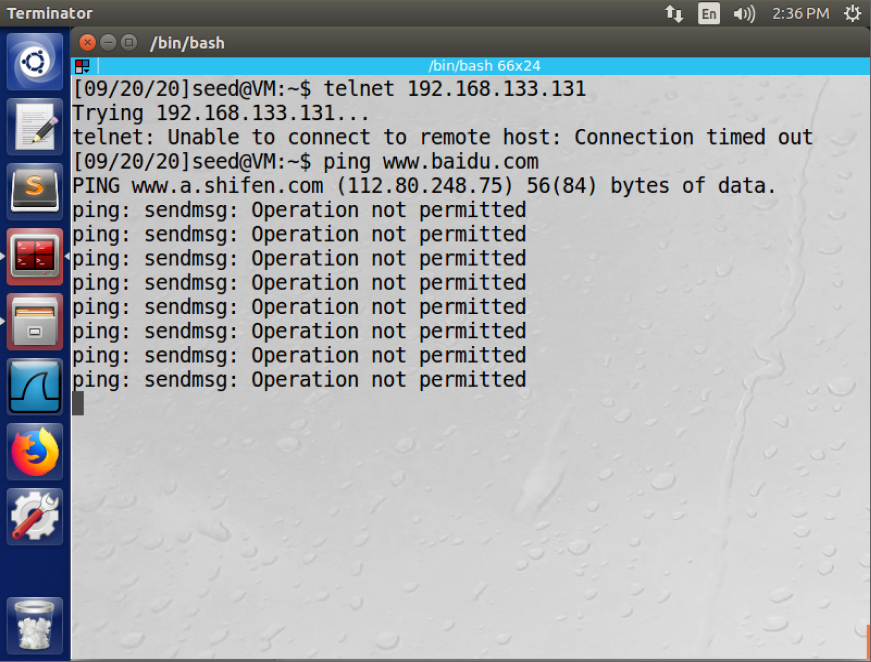 Terminator
En
2:36 PM
/bin/bash
/bin/bash 66x24
[09/20/20]seed@VM:~$ telnet 192.168.133.131
Trying 192.168.133.131...
telnet: Unable to connect to remote host: Connection timed out
[09/20/20]seed@VM:~$ ping www.baidu.com
PING www.a.shifen.com (112.80.248.75) 56(84) bytes of data.
ping: sendmsg: Operation not permitted
ping: sendmsg: Operation not permitted
ping: sendmsg: Operation not permitted
ping: sendmsg: Operation not permitted
ping: sendmsg: Operation not permitted
ping: sendmsg: Operation not permitted
ping: sendmsg: Operation not permitted
ping: sendmsg: Operation not permitted